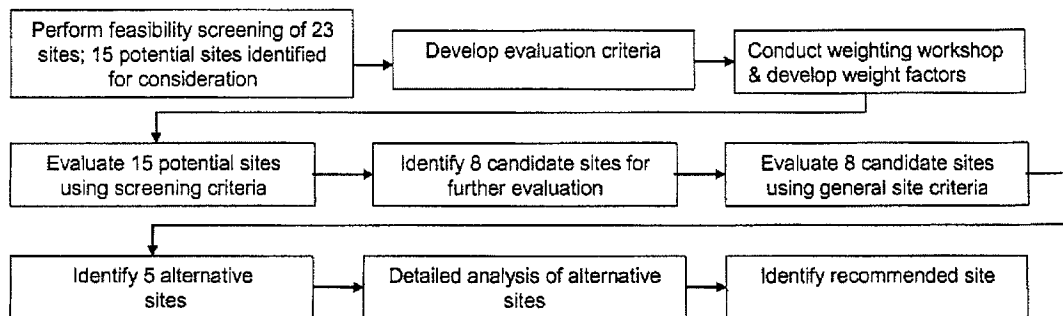 Perform feasibility screening of 23
sites; 15 potential sites identified
for consideration
Develop evaluation criteria
Conduct weighting workshop
& develop weight factors
Evaluate 15 potential sites
using screening criteria
Identify 8 candidate sites for
further evaluation
Evaluate 8 candidate sites
using general site criteria
Identify 5 alternative
sites
Detailed analysis of alternative
sites
Identify recommended site